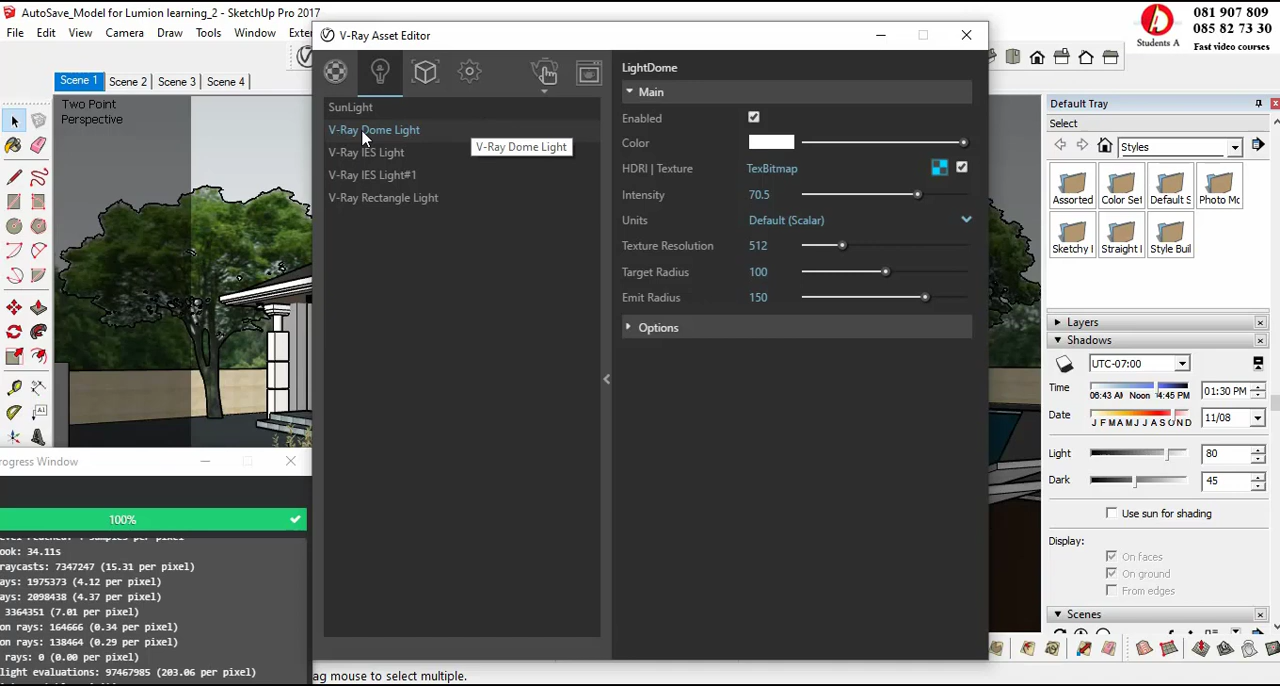 AutoSave_Model for Lumion learning_2 - SketchUp Pro 2017
File Edit View Camera Draw Tools Window
Scene 1 Scene 2 Scene 3 Scene 4
Two Point
Perspective
V-Ray Asset Editor
SunLight
V-Ray Dome Light
V-Ray IES Light
V-Ray IES Light#1
V-Ray Rectangle Light
V-Ray Dome Light
LightDome
Main
Enabled
Color
HDRI | Texture TexBitmap
Intensity 70.5
Units Default (Scalar)
Texture Resolution 512
Target Radius 100
Emit Radius 150
Options
A
Students A
081 907 809
085 82 73 30
Fast video courses
Default Tray
Select
Styles
Assorted Color Set Default S Photo Mo
Sketchy Straight Style Buil
Layers
Shadows
UTC-07:00
Time 06:43 AM Noon 4:45 PM 01:30 PM
Date J F M A M J J A S O N D 11/08
Light 80
Dark 45
Use sun for shading
Display:
On faces
On ground
From edges
Scenes
rogress Window
100%
level reached: 4 samples per pixel
ook: 34.11s
raycasts: 7347247 (15.31 per pixel)
rays: 1975373 (4.12 per pixel)
rays: 2098438 (4.37 per pixel)
3364351 (7.01 per pixel)
on rays: 164666 (0.34 per pixel)
on rays: 138464 (0.29 per pixel)
rays: 0 (0.00 per pixel)
light evaluations: 97467985 (203.06 per pixel)
ag mouse to select multiple.